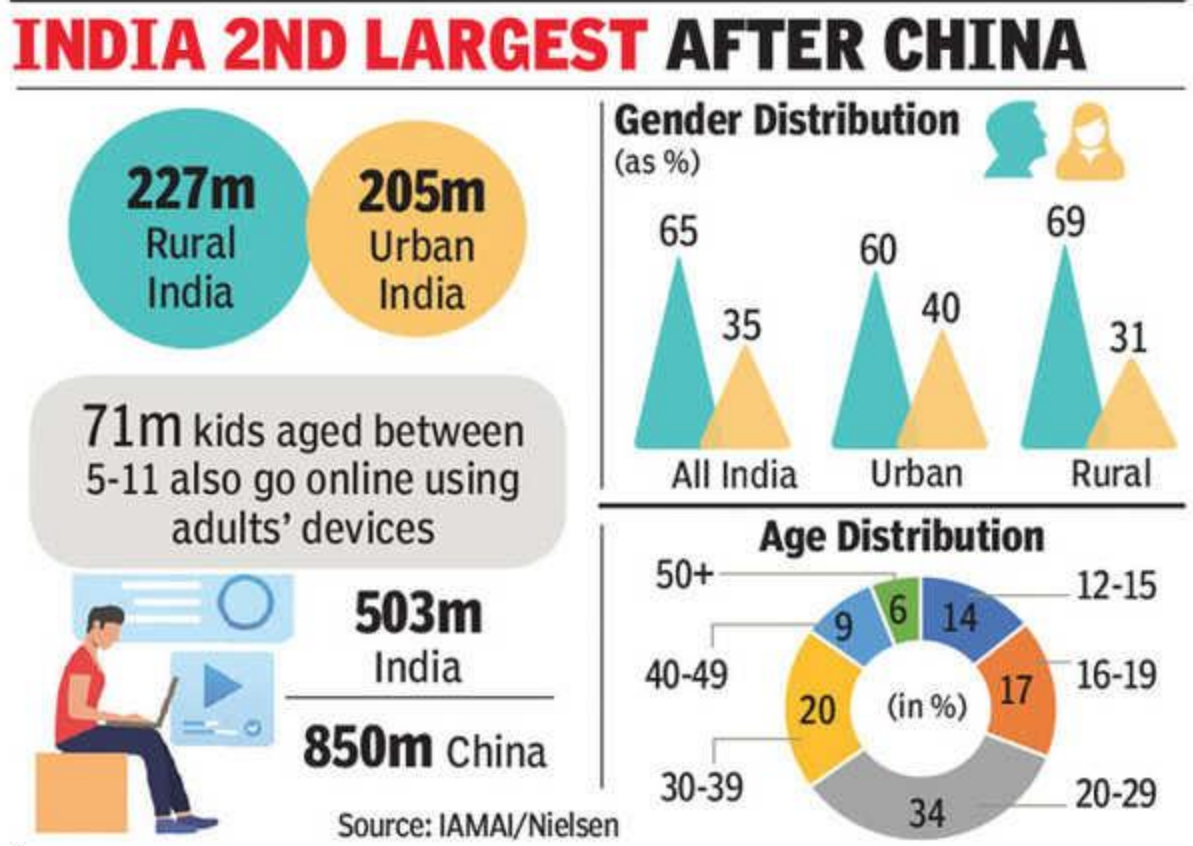 INDIA 2ND LARGEST AFTER CHINA
227m
Rural
India
205m
Urban
India
71m kids aged between
5-11 also go online using
adults’ devices
503m
India
850m China
Source: IAMAI/Nielsen
Gender Distribution
(as %)
65
35
All India
60
40
Urban
69
31
Rural
Age Distribution
50+
6
12-15
14
40-49
9
16-19
17
(in %)
30-39
20
20-29
34